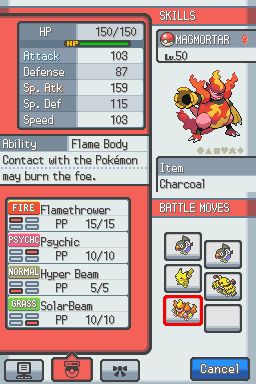 SKILLS
HP 150/150
HP
Attack 103
Defense 87
Sp. Atk 159
Sp. Def 115
Speed 103
MAGMORTAR ♀
Lv.50
Ability Flame Body
Contact with the Pokémon
may burn the foe.
Item
Charcoal
FIRE Flamethrower
PP 15/15
PSYCHC Psychic
PP 10/10
NORMAL Hyper Beam
PP 5/5
GRASS SolarBeam
PP 10/10
BATTLE MOVES
Cancel